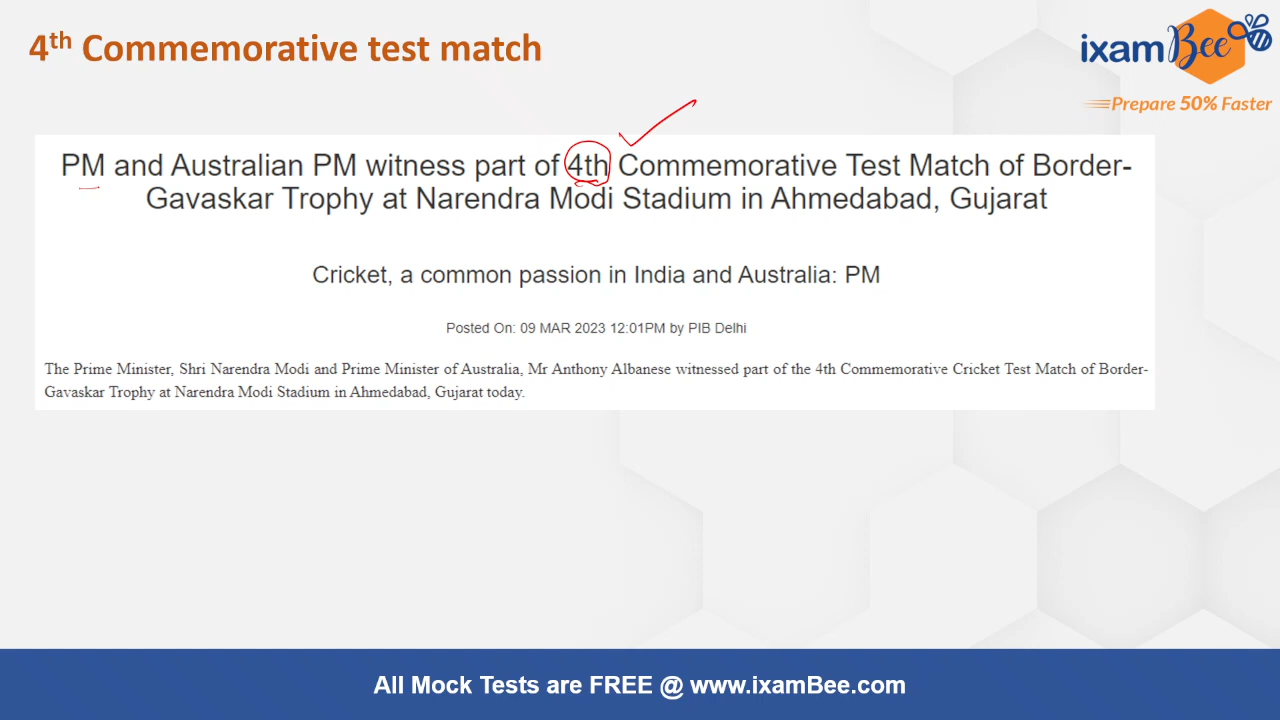 4th Commemorative test match
ixamBee
Prepare 50% Faster
PM and Australian PM witness part of 4th Commemorative Test Match of Border-
Gavaskar Trophy at Narendra Modi Stadium in Ahmedabad, Gujarat
Cricket, a common passion in India and Australia: PM
Posted On: 09 MAR 2023 12:01PM by PIB Delhi
The Prime Minister, Shri Narendra Modi and Prime Minister of Australia, Mr Anthony Albanese witnessed part of the 4th Commemorative Cricket Test Match of Border-
Gavaskar Trophy at Narendra Modi Stadium in Ahmedabad, Gujarat today.
All Mock Tests are FREE @ www.ixamBee.com